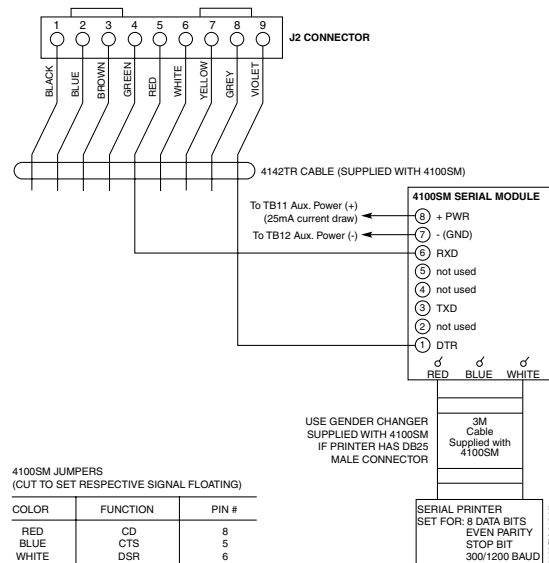 1 2 3 4 5 6 7 8 9
J2 CONNECTOR
BLACK
BLUE
BROWN
GREEN
RED
WHITE
YELLOW
GREY
VIOLET
4142TR CABLE (SUPPLIED WITH 4100SM)
4100SM SERIAL MODULE
To TB11 Aux. Power (+)
(25mA current draw)
To TB12 Aux. Power (-)
8 + PWR
7 - (GND)
6 RXD
5 not used
4 not used
3 TXD
2 not used
1 DTR
RED BLUE WHITE
USE GENDER CHANGER
SUPPLIED WITH 4100SM
IF PRINTER HAS DB25
MALE CONNECTOR
3M
Cable
Supplied with
4100SM
4100SM JUMPERS
(CUT TO SET RESPECTIVE SIGNAL FLOATING)
COLOR FUNCTION PIN #
RED CD 8
BLUE CTS 5
WHITE DSR 6
SERIAL PRINTER
SET FOR: 8 DATA BITS
EVEN PARITY
STOP BIT
300/1200 BAUD